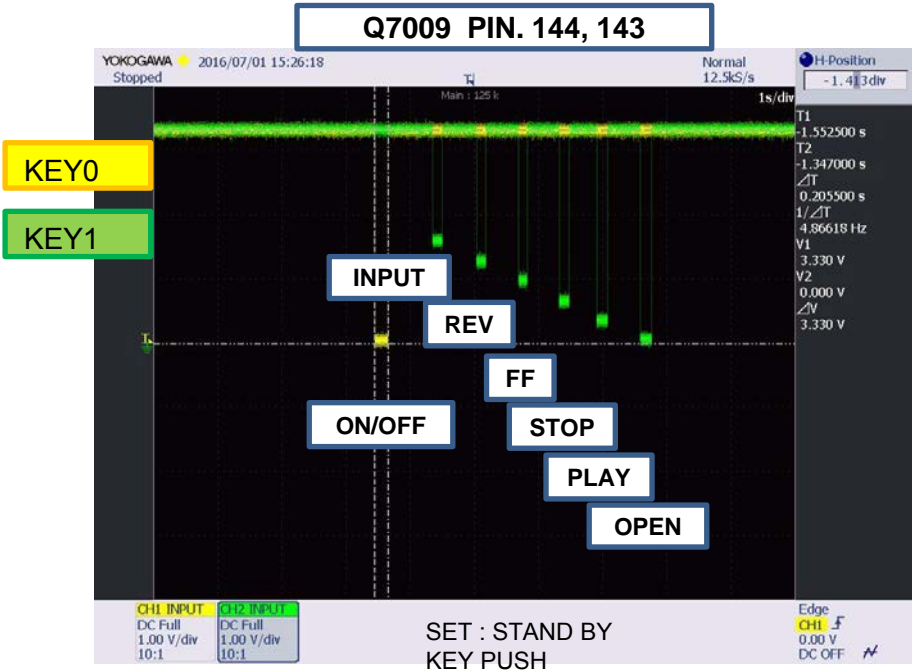 Q7009 PIN. 144, 143
YOKOGAWA 2016/07/01 15:26:18
Stopped
Normal
12.5kS/s
H-Position
-1.413div
Main : 125 k
1s/div
T1
-1.552500 s
T2
-1.347000 s
⊿T
0.205500 s
1/⊿T
4.86618 Hz
V1
3.330 V
V2
0.000 V
⊿V
3.330 V
KEY0
KEY1
INPUT
REV
FF
ON/OFF
STOP
PLAY
OPEN
CH1 INPUT
DC Full
1.00 V/div
10:1
CH2 INPUT
DC Full
1.00 V/div
10:1
SET : STAND BY
KEY PUSH
Edge
CH1
0.00 V
DC OFF